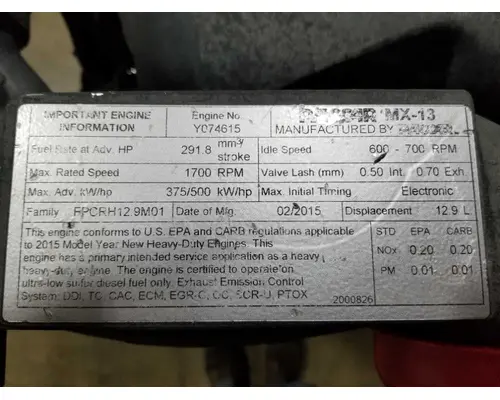 IMPORTANT ENGINE INFORMATION
Engine No. Y074615
PACCAR MX-13
MANUFACTURED BY PACCAR
Fuel Rate at Adv. HP 291.8 mm³/stroke
Idle Speed 600 - 700 RPM
Max. Rated Speed 1700 RPM
Valve Lash (mm) 0.50 Int. 0.70 Exh.
Max. Adv. kW/hp 375/500 kW/hp
Max. Initial Timing Electronic
Family FPCRH12.9M01
Date of Mfg. 02/2015
Displacement 12.9 L
This engine conforms to U.S. EPA and CARB regulations applicable
to 2015 Model Year New Heavy-Duty Engines. This
engine has a primary intended service application as a heavy
heavy-duty engine. The engine is certified to operate on
ultra-low sulfur diesel fuel only. Exhaust Emission Control
System: DDI, TC, CAC, ECM, EGR-C, OC, SCR-U, PTOX
STD EPA CARB
NOx 0.20 0.20
PM 0.01 0.01
2000826